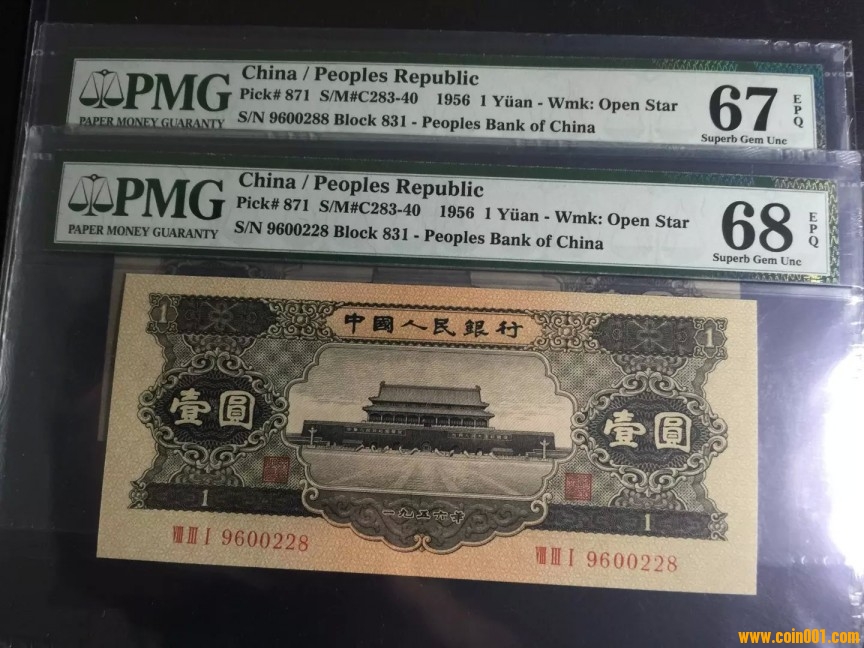 PMG
PAPER MONEY GUARANTY
China / Peoples Republic
Pick# 871 S/M#C283-40 1956 1 Yüan - Wmk: Open Star
S/N 9600288 Block 831 - Peoples Bank of China
67
EPQ
Superb Gem Unc
PMG
PAPER MONEY GUARANTY
China / Peoples Republic
Pick# 871 S/M#C283-40 1956 1 Yüan - Wmk: Open Star
S/N 9600228 Block 831 - Peoples Bank of China
68
EPQ
Superb Gem Unc
1 中國人民銀行 1
壹圓 壹圓
1 1
一九五六年
VIII III I 9600228 VIII III I 9600228
www.coin001.com